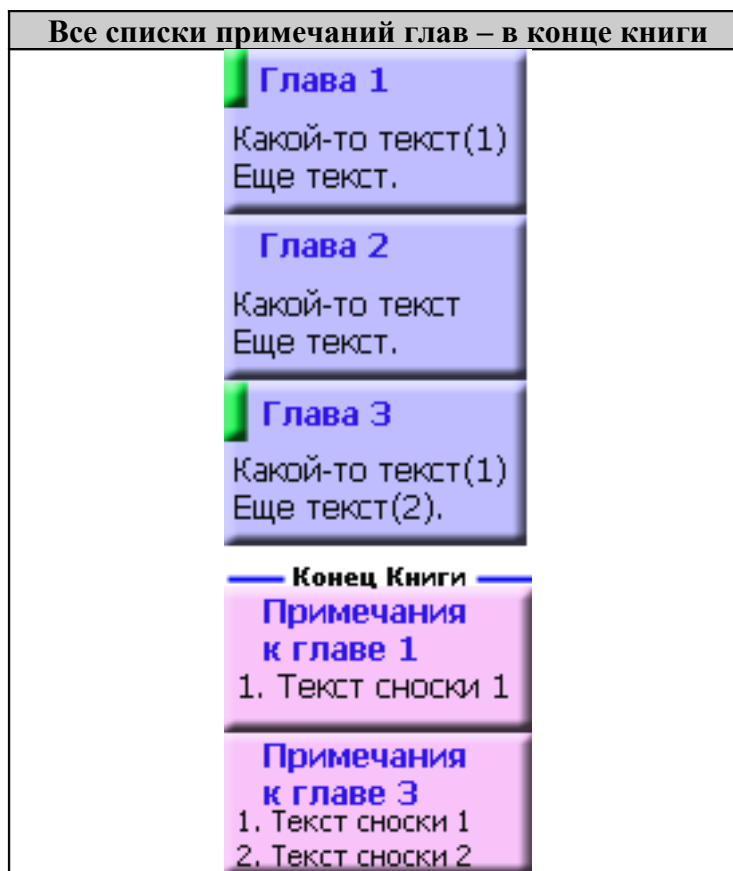 Все списки примечаний глав – в конце книги
Глава 1
Какой-то текст(1)
Еще текст.
Глава 2
Какой-то текст
Еще текст.
Глава 3
Какой-то текст(1)
Еще текст(2).
Конец Книги
Примечания
к главе 1
1. Текст сноски 1
Примечания
к главе 3
1. Текст сноски 1
2. Текст сноски 2